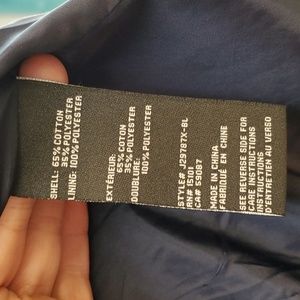 SHELL: 65% COTTON
35% POLYESTER
LINING: 100% POLYESTER
EXTÉRIEUR:
65% COTON
35% POLYESTER
DOUBLURE:
100% POLYESTER
STYLE# J29787X-BL
RN# 15101
CA# 59087
MADE IN CHINA
FABRIQUÉ EN CHINE
SEE REVERSE SIDE FOR
CARE INSTRUCTIONS
INSTRUCTIONS
D'ENTRETIEN AU VERSO